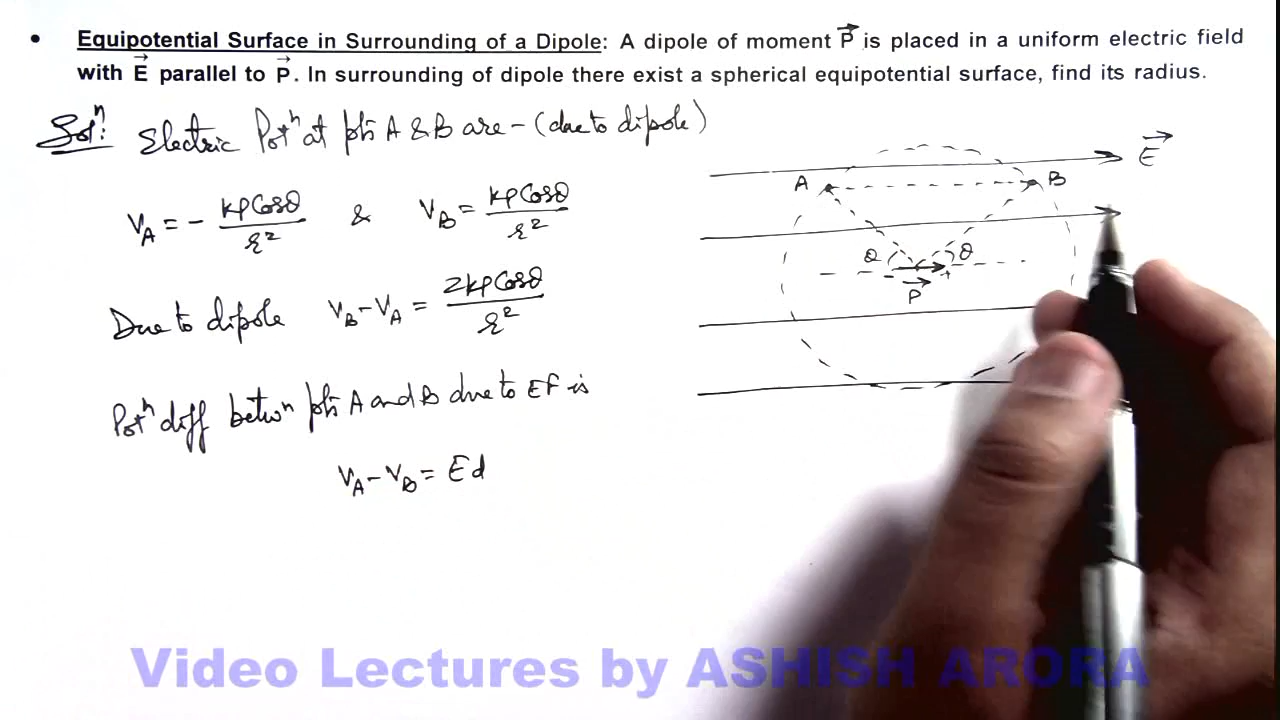 • Equipotential Surface in Surrounding of a Dipole: A dipole of moment P⃗ is placed in a uniform electric field
with E⃗ parallel to P⃗. In surrounding of dipole there exist a spherical equipotential surface, find its radius.
Solⁿ: Electric Potⁿ at pts A & B are – (due to dipole)
V_A = - kpCosθ/r² & V_B = kpCosθ/r²
Due to dipole V_B - V_A = 2kpCosθ/r²
Potⁿ diff betwⁿ pts A and B due to EF is
V_A - V_B = Ed
E⃗
A B
θ θ
- +
P⃗
Video Lectures by ASHISH ARORA